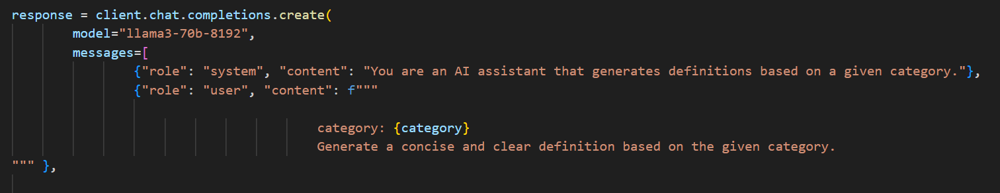 response = client.chat.completions.create(
model="llama3-70b-8192",
messages=[
{"role": "system", "content": "You are an AI assistant that generates definitions based on a given category."},
{"role": "user", "content": f"""
category: {category}
Generate a concise and clear definition based on the given category.
""" },